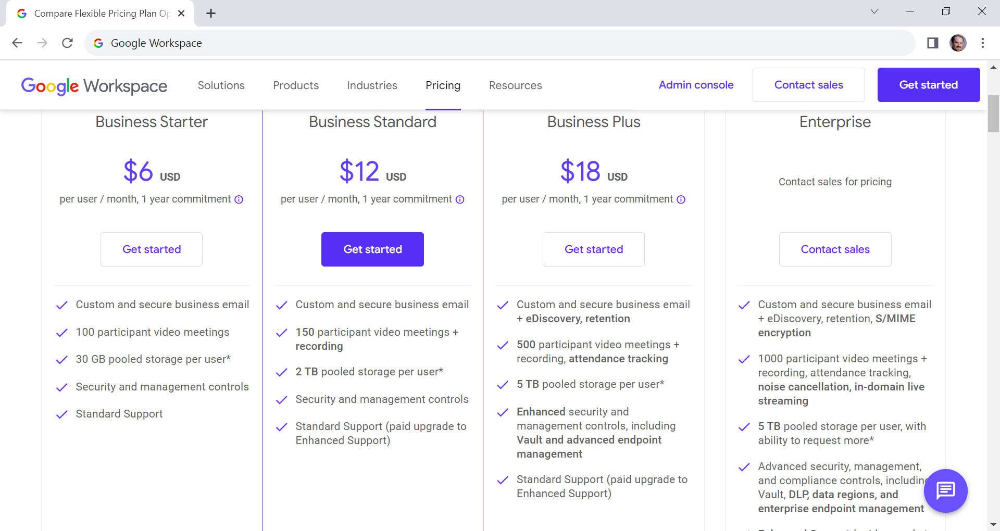 Compare Flexible Pricing Plan Op
Google Workspace
Google Workspace
Solutions
Products
Industries
Pricing
Resources
Admin console
Contact sales
Get started
Business Starter
$6 USD
per user / month, 1 year commitment
Get started
Custom and secure business email
100 participant video meetings
30 GB pooled storage per user*
Security and management controls
Standard Support
Business Standard
$12 USD
per user / month, 1 year commitment
Get started
Custom and secure business email
150 participant video meetings +
recording
2 TB pooled storage per user*
Security and management controls
Standard Support (paid upgrade to
Enhanced Support)
Business Plus
$18 USD
per user / month, 1 year commitment
Get started
Custom and secure business email
+ eDiscovery, retention
500 participant video meetings +
recording, attendance tracking
5 TB pooled storage per user*
Enhanced security and
management controls, including
Vault and advanced endpoint
management
Standard Support (paid upgrade to
Enhanced Support)
Enterprise
Contact sales for pricing
Contact sales
Custom and secure business email
+ eDiscovery, retention, S/MIME
encryption
1000 participant video meetings +
recording, attendance tracking,
noise cancellation, in-domain live
streaming
5 TB pooled storage per user, with
ability to request more*
Advanced security, management,
and compliance controls, including
Vault, DLP, data regions, and
enterprise endpoint management